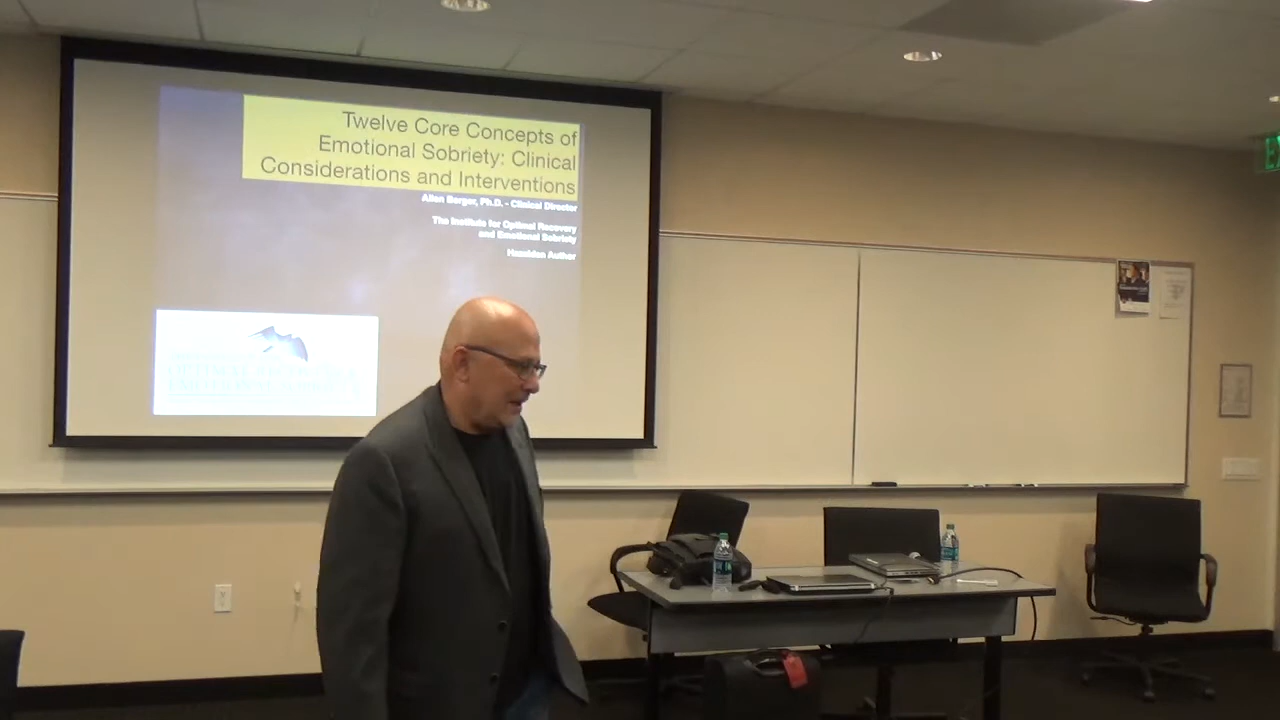 Twelve Core Concepts of
Emotional Sobriety: Clinical
Considerations and Interventions
Allen Berger, Ph.D. - Clinical Director
The Institute for Optimal Recovery
and Emotional Sobriety
Hazelden Author